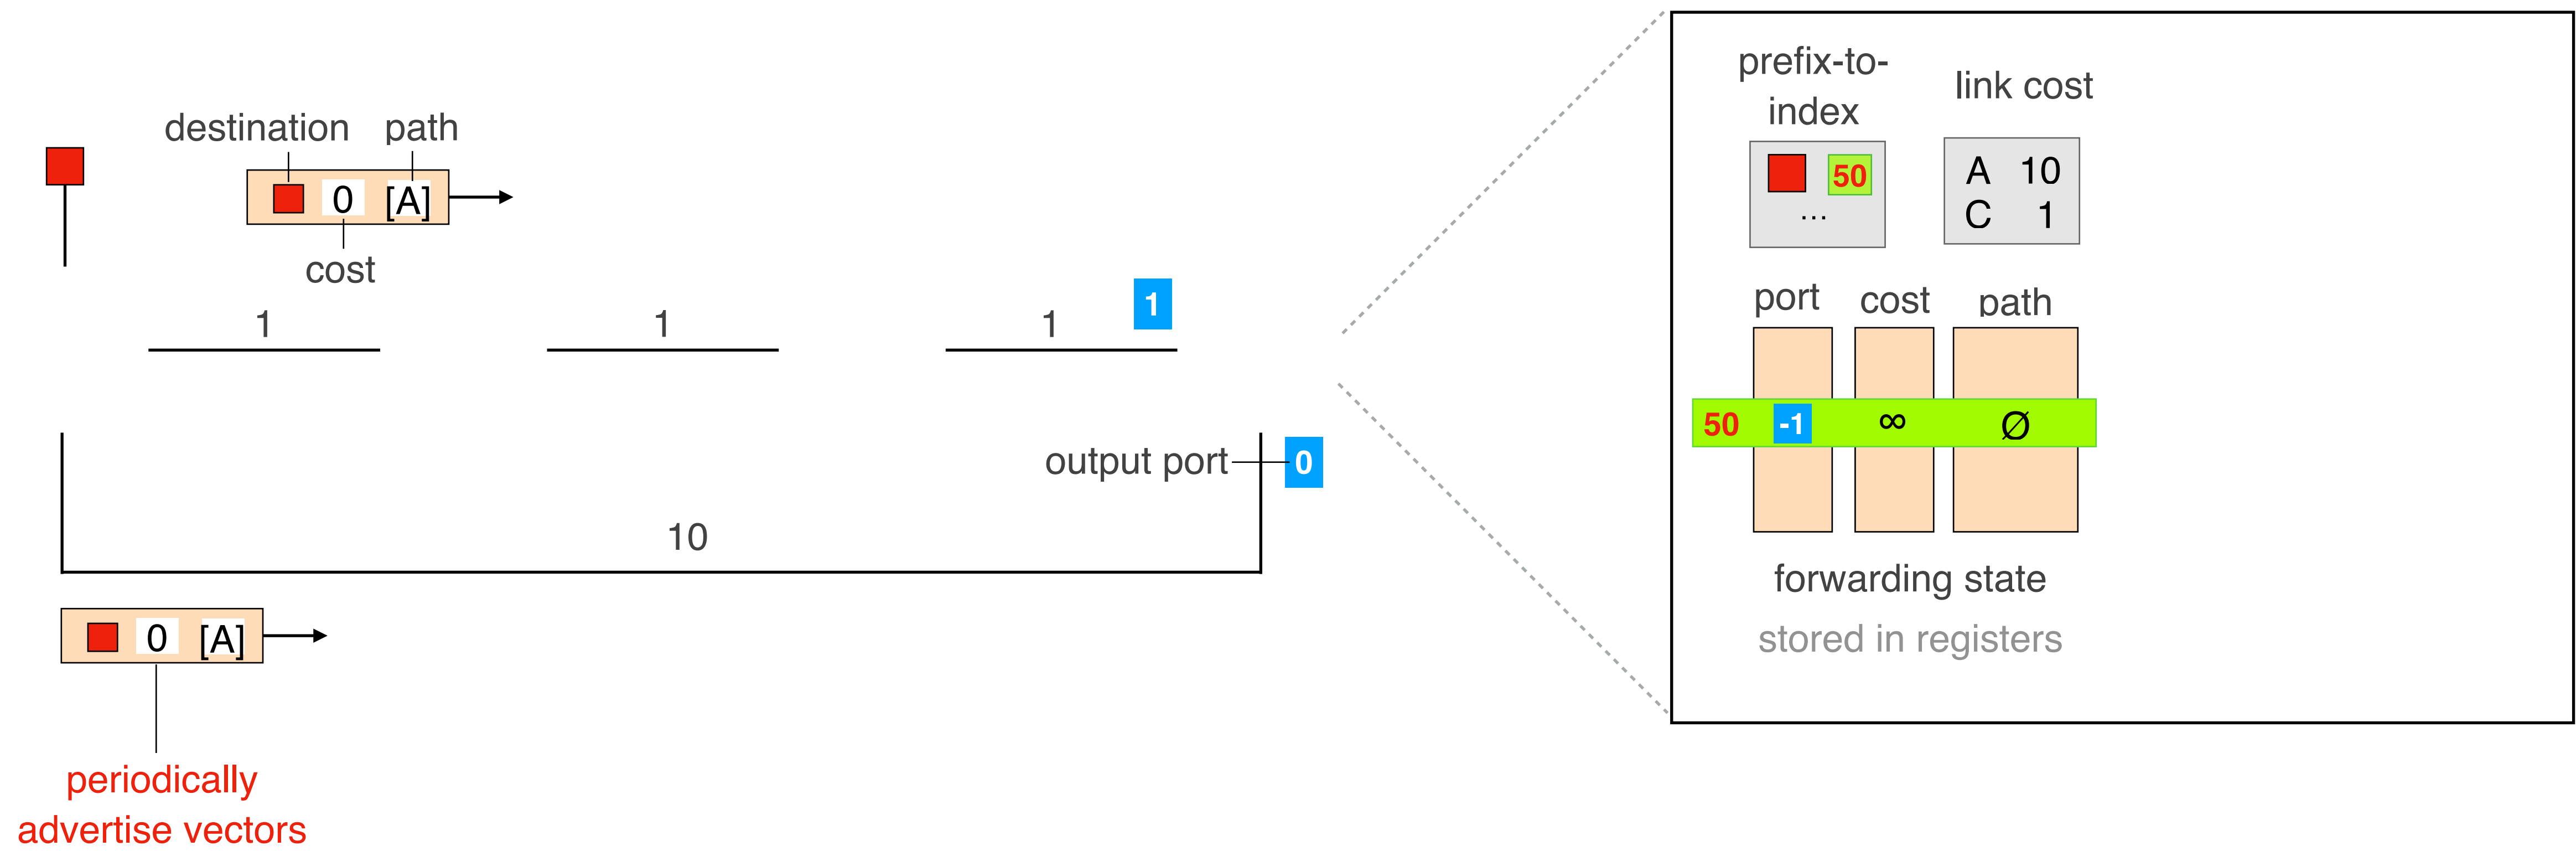 destination path
0 [A]
cost
1 1 1 1
output port 0
10
0 [A]
periodically
advertise vectors
prefix-to-
index
50
...
link cost
A 10
C 1
port cost path
50 -1 ∞ Ø
forwarding state
stored in registers